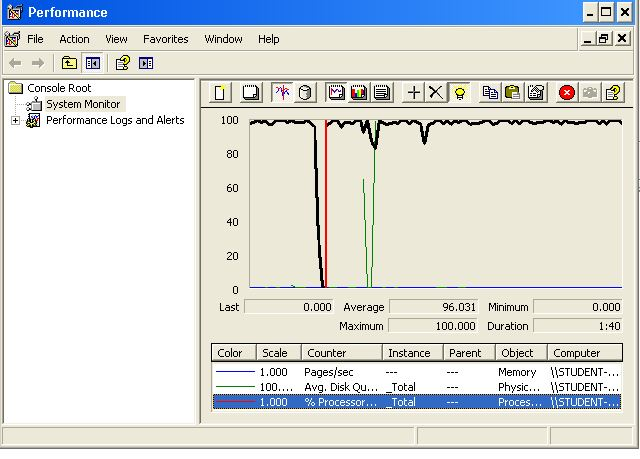 Performance
File Action View Favorites Window Help
Console Root
System Monitor
Performance Logs and Alerts
100
80
60
40
20
0
Last 0.000 Average 96.031 Minimum 0.000
Maximum 100.000 Duration 1:40
Color Scale Counter Instance Parent Object Computer
1.000 Pages/sec --- --- Memory \\STUDENT-...
100.... Avg. Disk Qu... _Total --- Physic... \\STUDENT-...
1.000 % Processor... _Total --- Proces... \\STUDENT-...